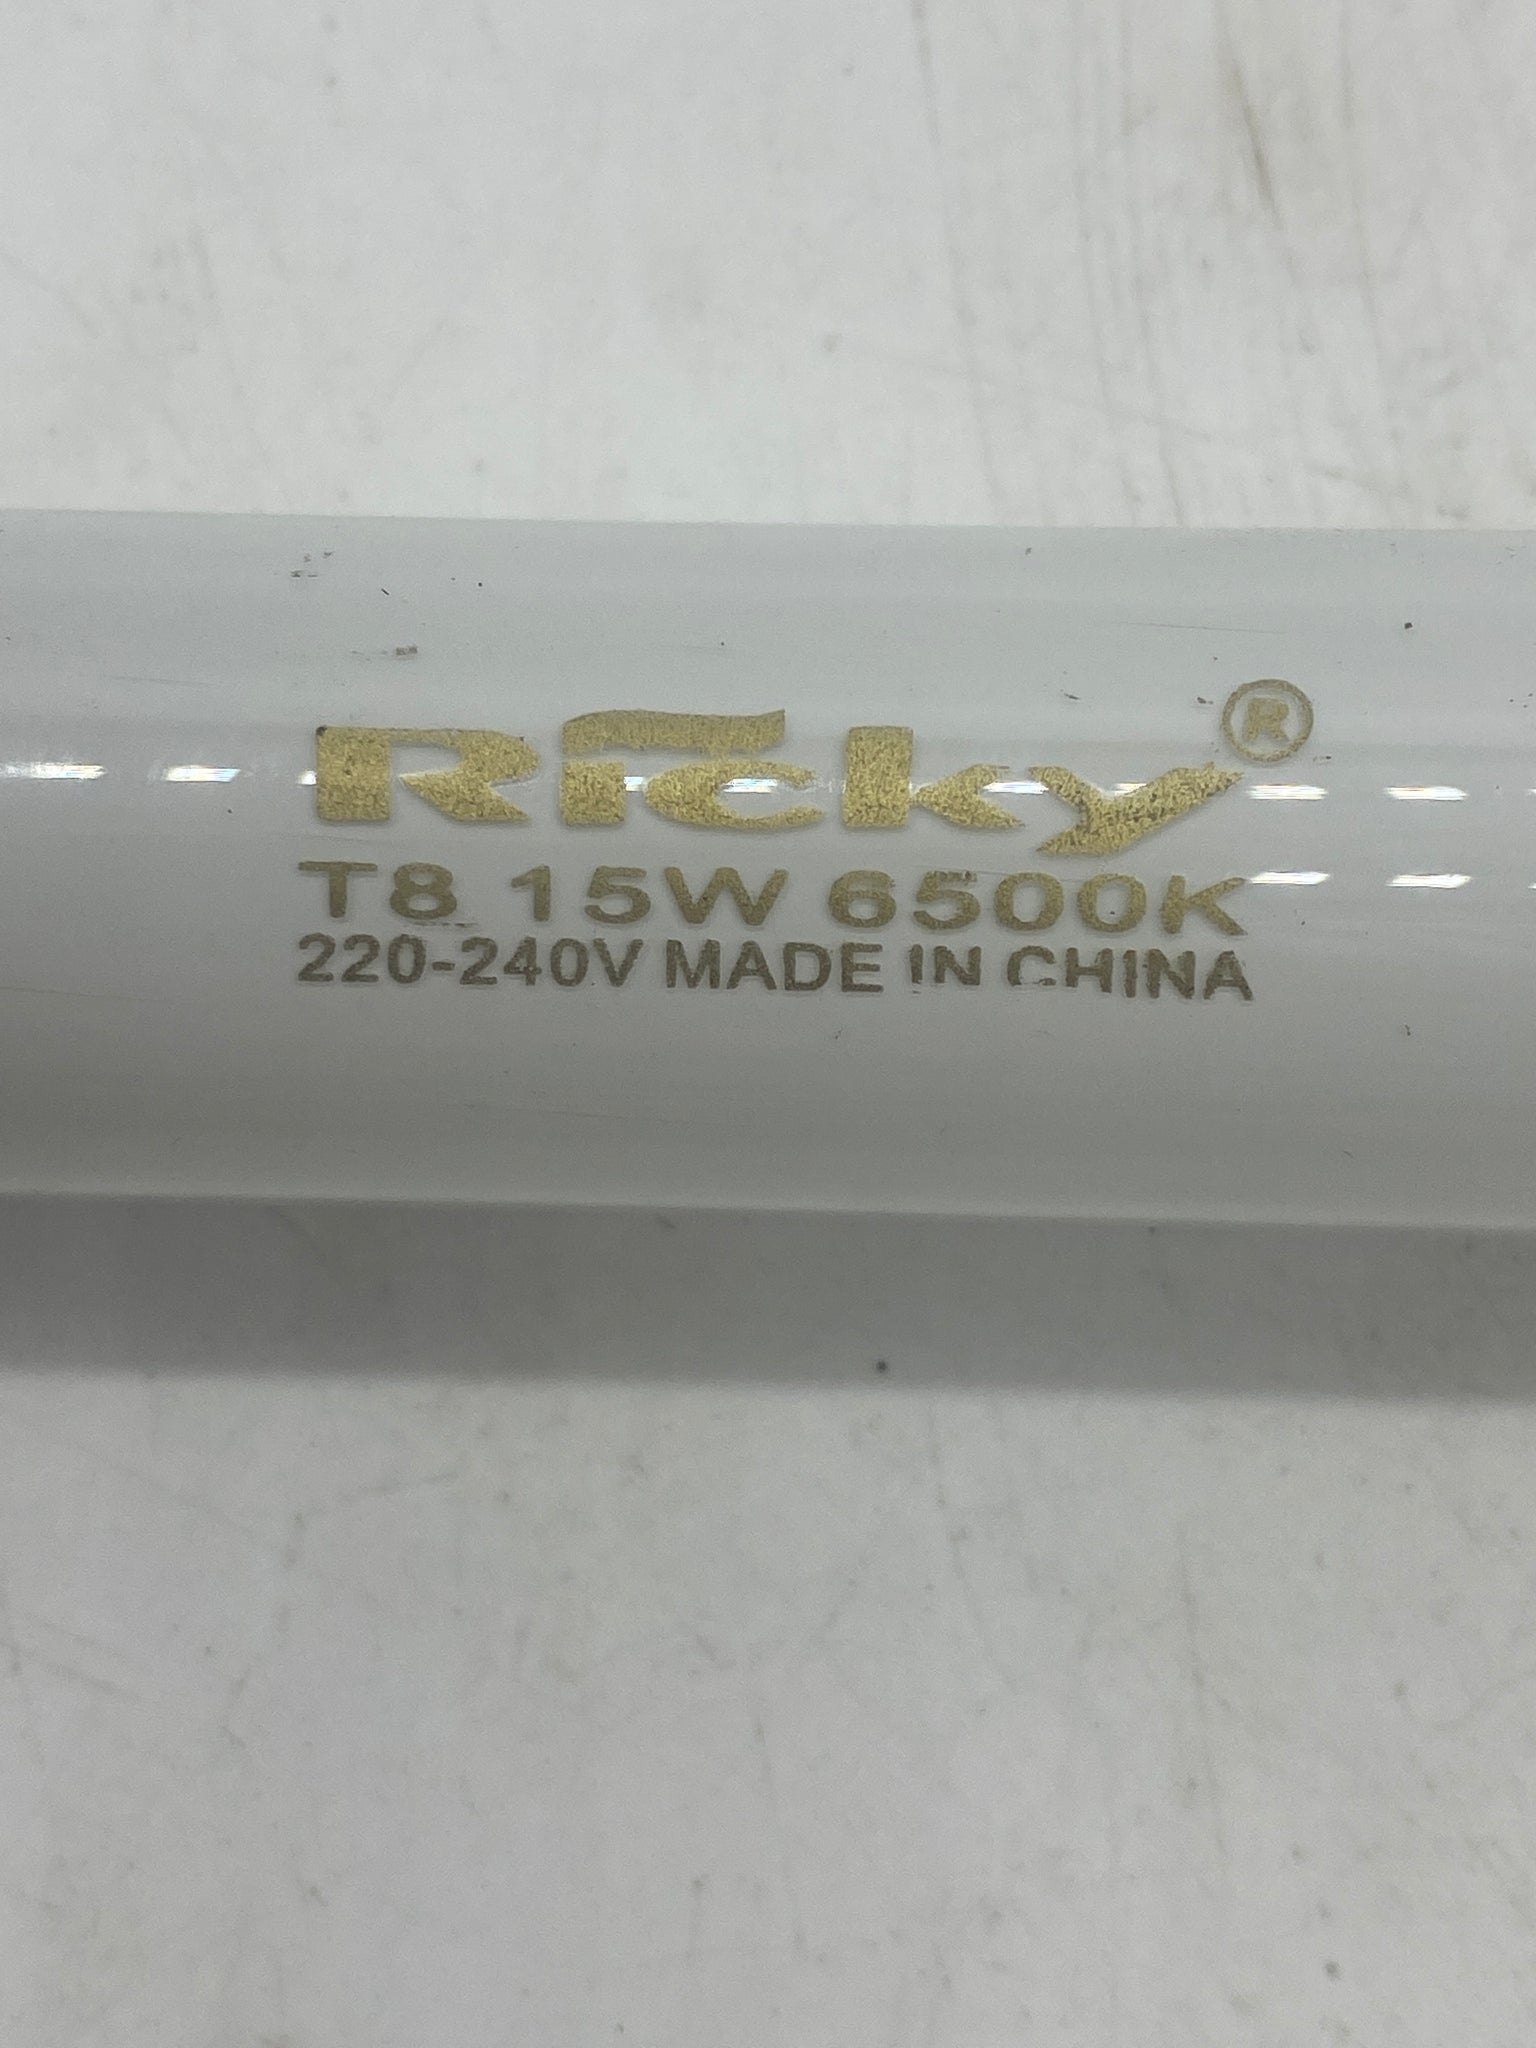 Ricky®
T8 15W 6500K
220-240V MADE IN CHINA